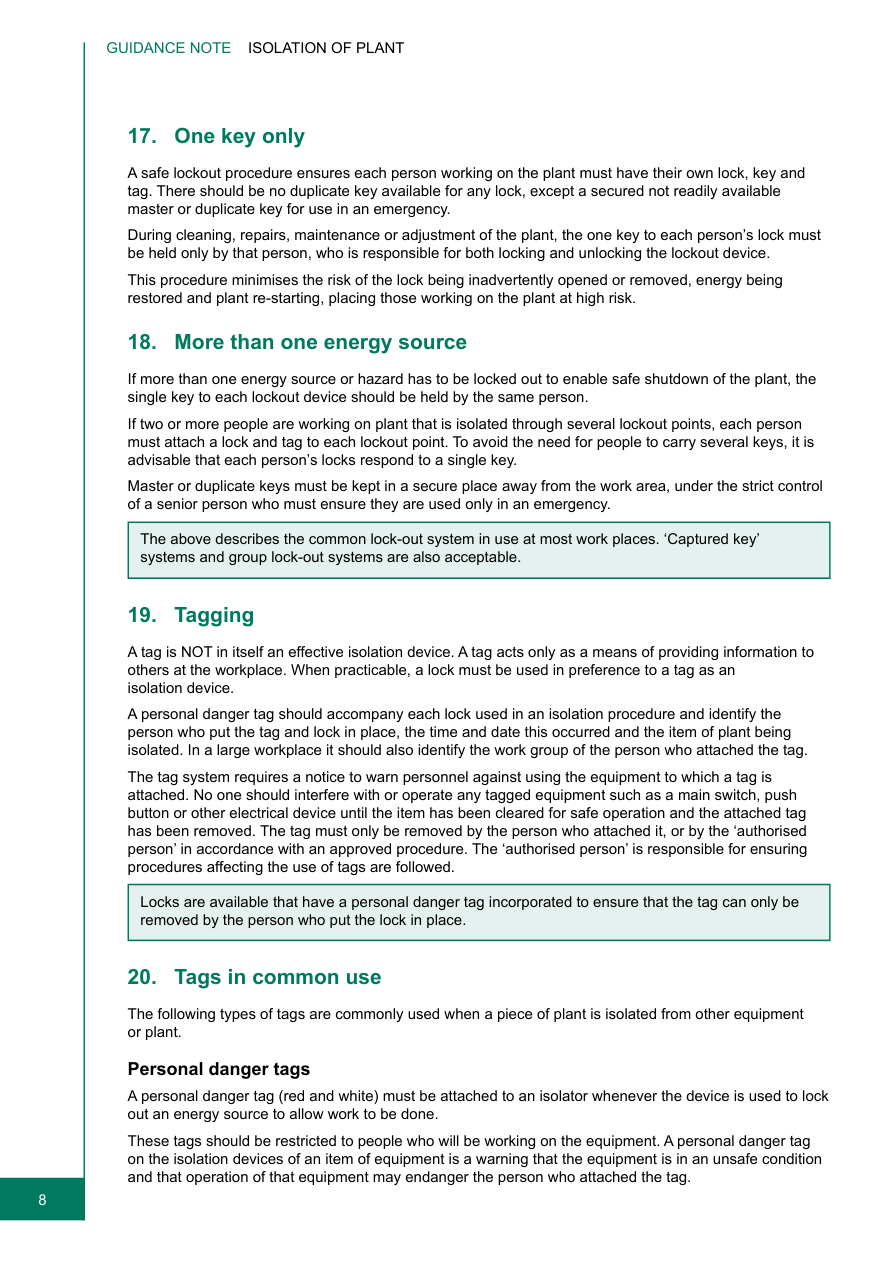 GUIDANCE NOTE ISOLATION OF PLANT
17. One key only
A safe lockout procedure ensures each person working on the plant must have their own lock, key and
tag. There should be no duplicate key available for any lock, except a secured not readily available
master or duplicate key for use in an emergency.
During cleaning, repairs, maintenance or adjustment of the plant, the one key to each person’s lock must
be held only by that person, who is responsible for both locking and unlocking the lockout device.
This procedure minimises the risk of the lock being inadvertently opened or removed, energy being
restored and plant re-starting, placing those working on the plant at high risk.
18. More than one energy source
If more than one energy source or hazard has to be locked out to enable safe shutdown of the plant, the
single key to each lockout device should be held by the same person.
If two or more people are working on plant that is isolated through several lockout points, each person
must attach a lock and tag to each lockout point. To avoid the need for people to carry several keys, it is
advisable that each person’s locks respond to a single key.
Master or duplicate keys must be kept in a secure place away from the work area, under the strict control
of a senior person who must ensure they are used only in an emergency.
The above describes the common lock-out system in use at most work places. ‘Captured key’
systems and group lock-out systems are also acceptable.
19. Tagging
A tag is NOT in itself an effective isolation device. A tag acts only as a means of providing information to
others at the workplace. When practicable, a lock must be used in preference to a tag as an
isolation device.
A personal danger tag should accompany each lock used in an isolation procedure and identify the
person who put the tag and lock in place, the time and date this occurred and the item of plant being
isolated. In a large workplace it should also identify the work group of the person who attached the tag.
The tag system requires a notice to warn personnel against using the equipment to which a tag is
attached. No one should interfere with or operate any tagged equipment such as a main switch, push
button or other electrical device until the item has been cleared for safe operation and the attached tag
has been removed. The tag must only be removed by the person who attached it, or by the ‘authorised
person’ in accordance with an approved procedure. The ‘authorised person’ is responsible for ensuring
procedures affecting the use of tags are followed.
Locks are available that have a personal danger tag incorporated to ensure that the tag can only be
removed by the person who put the lock in place.
20. Tags in common use
The following types of tags are commonly used when a piece of plant is isolated from other equipment
or plant.
Personal danger tags
A personal danger tag (red and white) must be attached to an isolator whenever the device is used to lock
out an energy source to allow work to be done.
These tags should be restricted to people who will be working on the equipment. A personal danger tag
on the isolation devices of an item of equipment is a warning that the equipment is in an unsafe condition
and that operation of that equipment may endanger the person who attached the tag.
8